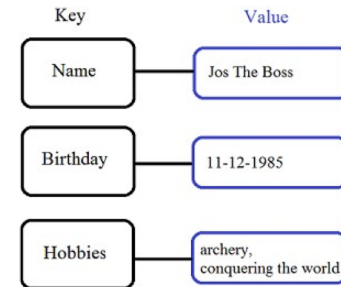 Key Value
Name Jos The Boss
Birthday 11-12-1985
Hobbies archery,
conquering the world